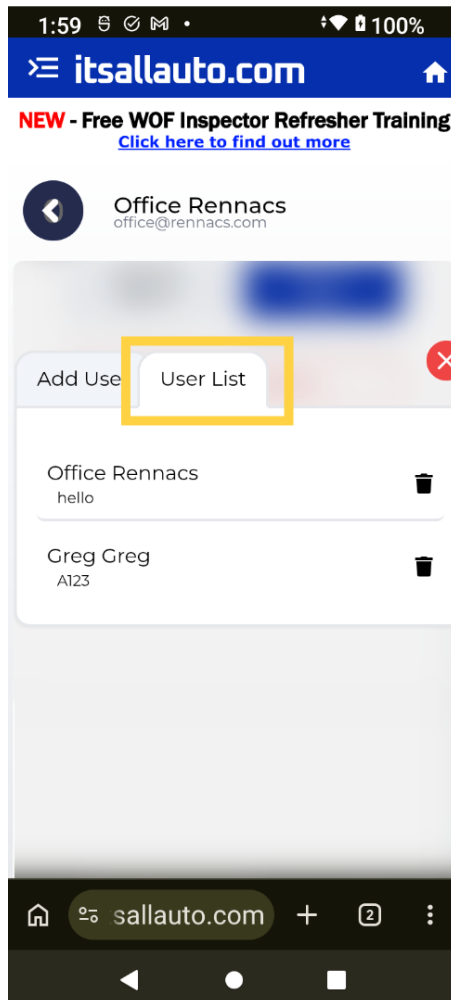 1:59 100%
itsallauto.com
NEW - Free WOF Inspector Refresher Training
Click here to find out more
Office Rennacs
office@rennacs.com
Add Use
User List
Office Rennacs
hello
Greg Greg
A123
sallauto.com
2